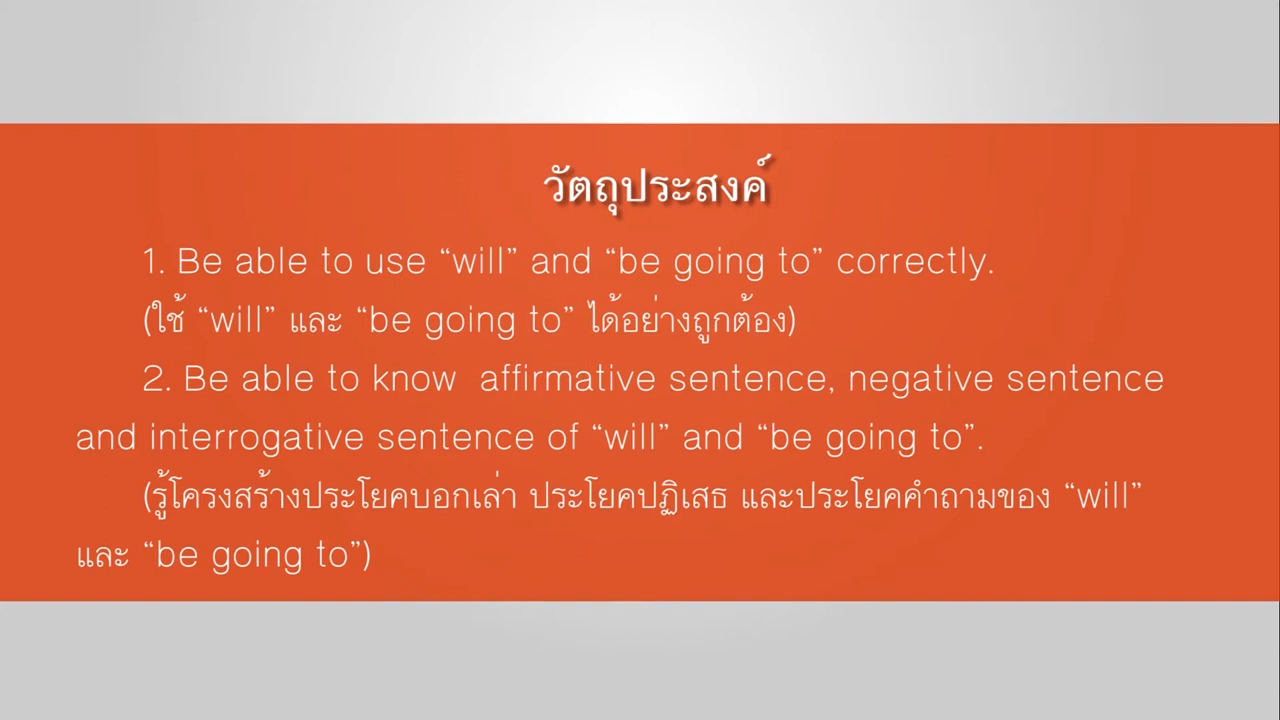 วัตถุประสงค์
1. Be able to use “will” and “be going to” correctly.
(ใช้ “will” และ “be going to” ได้อย่างถูกต้อง)
2. Be able to know  affirmative sentence, negative sentence
and interrogative sentence of “will” and “be going to”.
(รู้โครงสร้างประโยคบอกเล่า ประโยคปฏิเสธ และประโยคคำถามของ “will”
และ “be going to”)